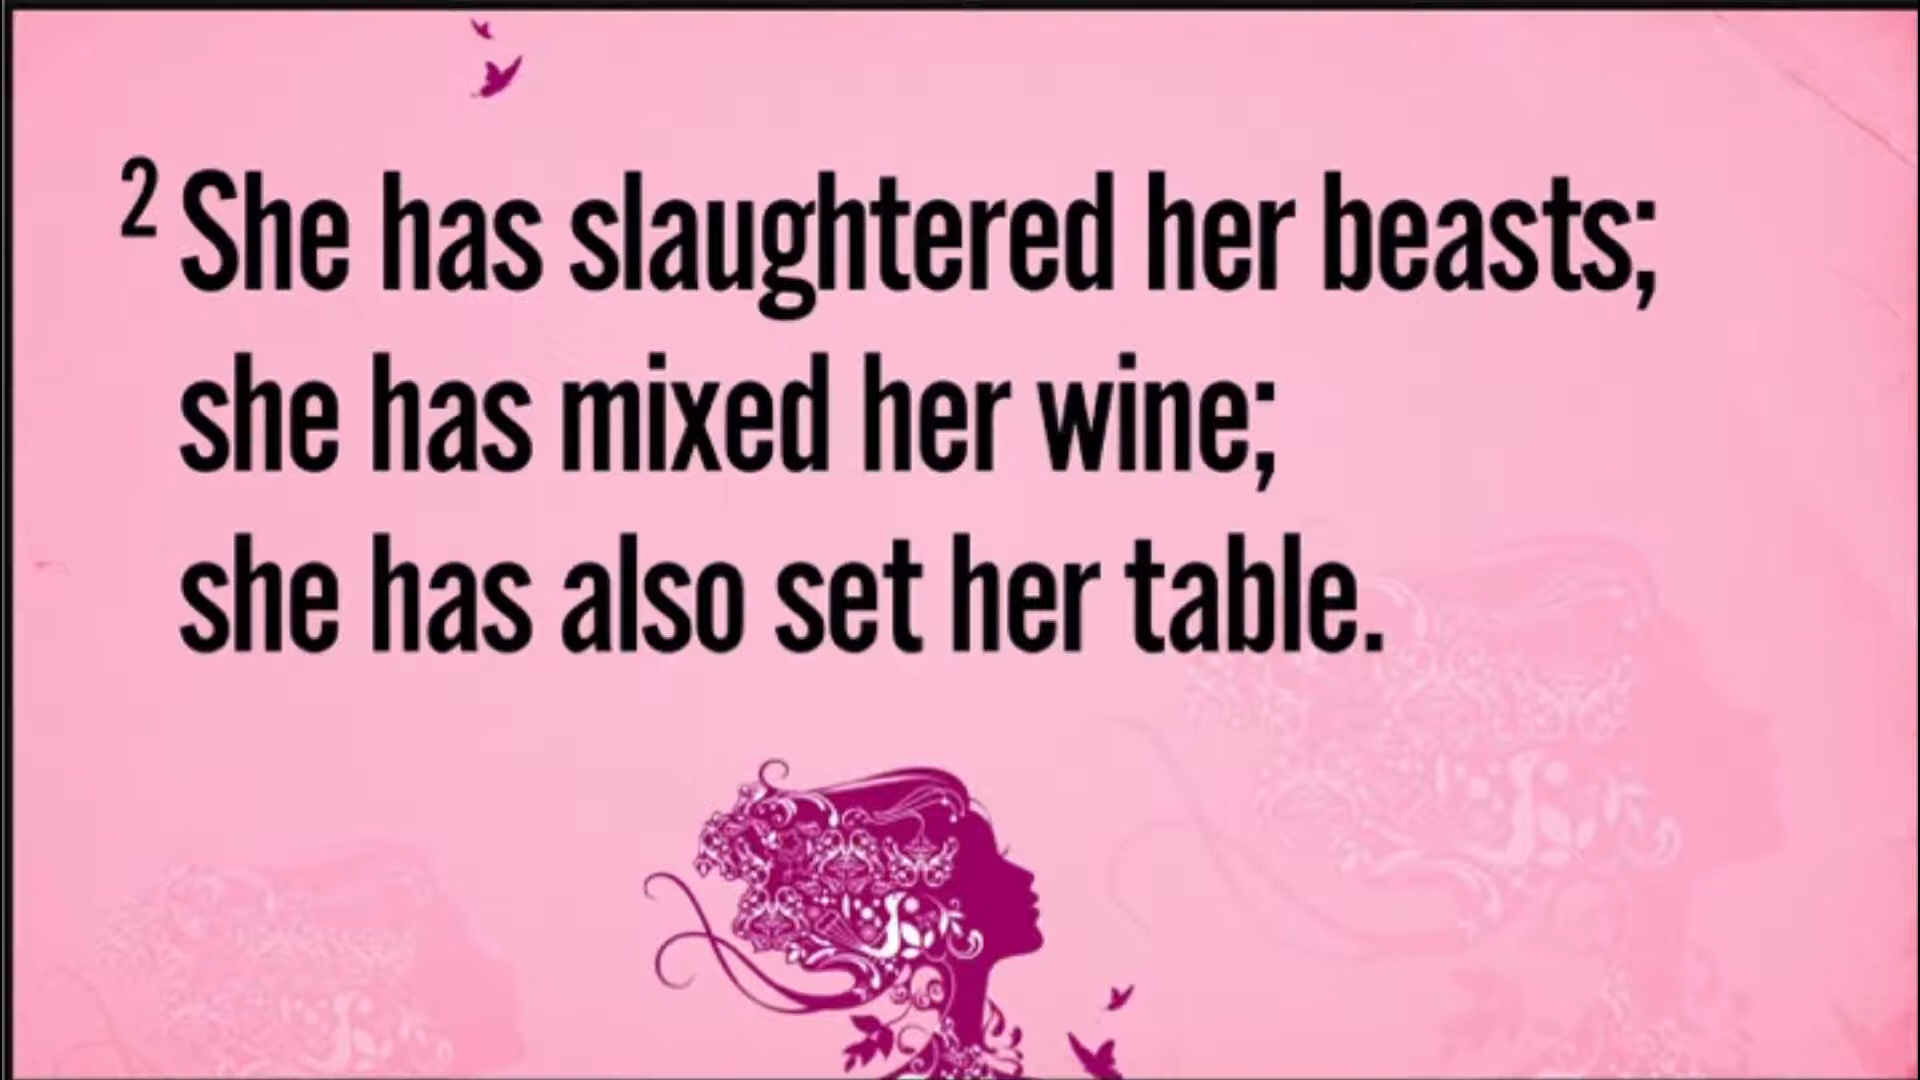 2 She has slaughtered her beasts;
she has mixed her wine;
she has also set her table.